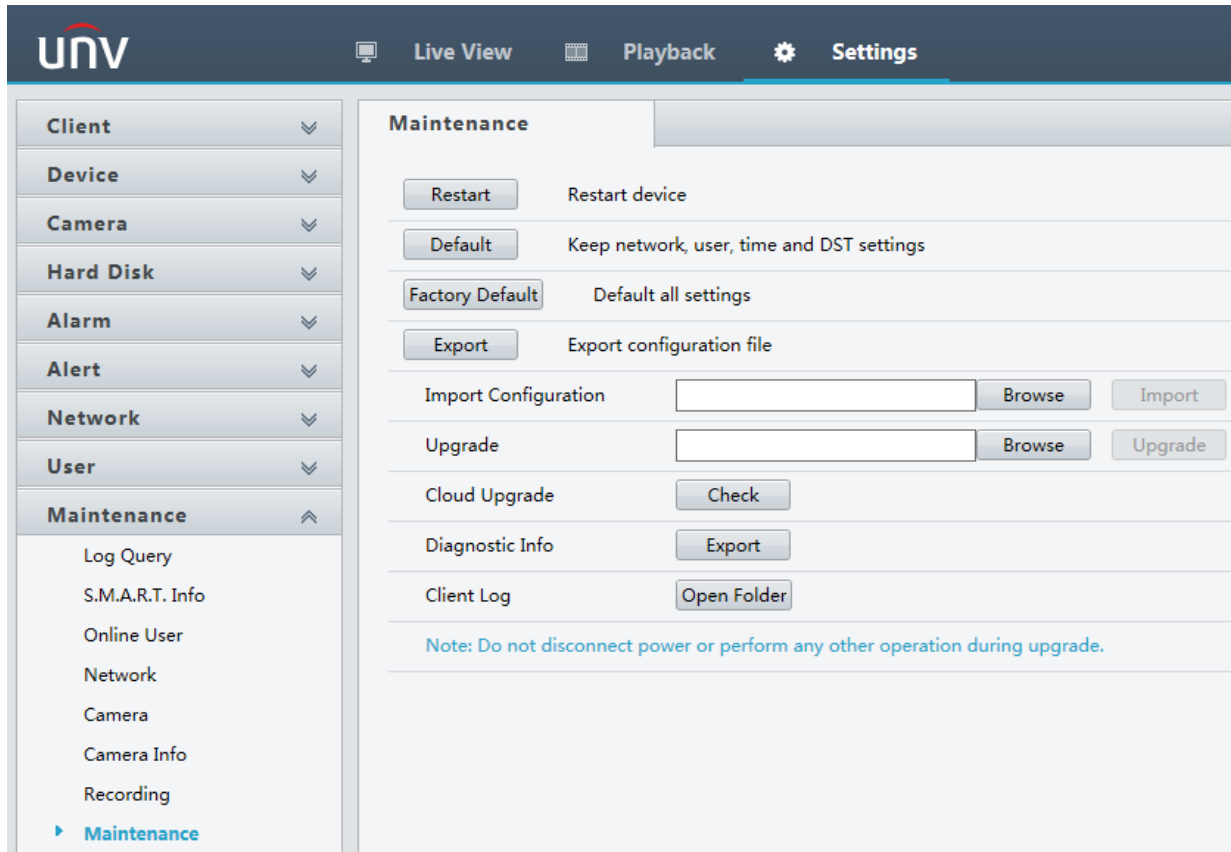 unv
Live View Playback Settings
Client
Device
Camera
Hard Disk
Alarm
Alert
Network
User
Maintenance
Log Query
S.M.A.R.T. Info
Online User
Network
Camera
Camera Info
Recording
Maintenance
Maintenance
Restart Restart device
Default Keep network, user, time and DST settings
Factory Default Default all settings
Export Export configuration file
Import Configuration Browse Import
Upgrade Browse Upgrade
Cloud Upgrade Check
Diagnostic Info Export
Client Log Open Folder
Note: Do not disconnect power or perform any other operation during upgrade.